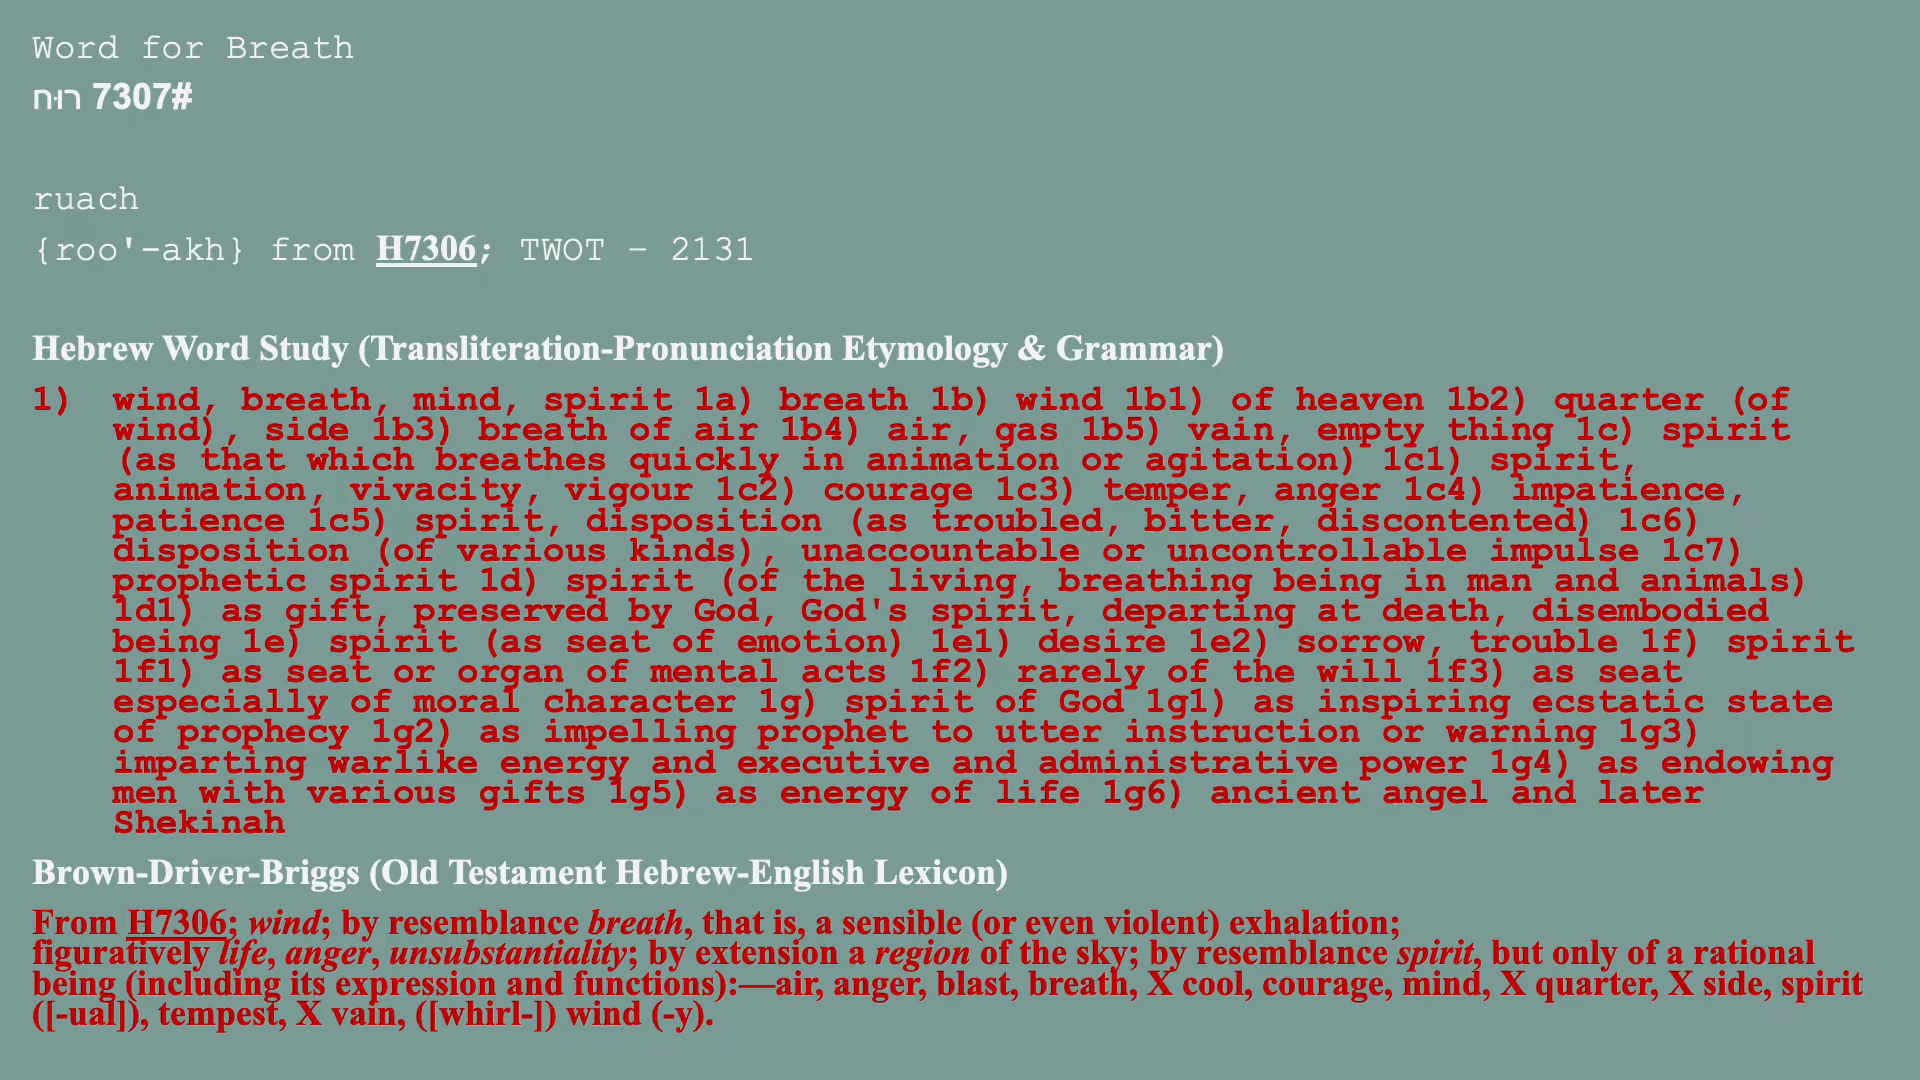 Word for Breath
רוּח 7307#
ruach
{roo'-akh} from H7306; TWOT – 2131
Hebrew Word Study (Transliteration-Pronunciation Etymology & Grammar)
1) wind, breath, mind, spirit 1a) breath 1b) wind 1b1) of heaven 1b2) quarter (of
wind), side 1b3) breath of air 1b4) air, gas 1b5) vain, empty thing 1c) spirit
(as that which breathes quickly in animation or agitation) 1c1) spirit,
animation, vivacity, vigour 1c2) courage 1c3) temper, anger 1c4) impatience,
patience 1c5) spirit, disposition (as troubled, bitter, discontented) 1c6)
disposition (of various kinds), unaccountable or uncontrollable impulse 1c7)
prophetic spirit 1d) spirit (of the living, breathing being in man and animals)
1d1) as gift, preserved by God, God's spirit, departing at death, disembodied
being 1e) spirit (as seat of emotion) 1e1) desire 1e2) sorrow, trouble 1f) spirit
1f1) as seat or organ of mental acts 1f2) rarely of the will 1f3) as seat
especially of moral character 1g) spirit of God 1g1) as inspiring ecstatic state
of prophecy 1g2) as impelling prophet to utter instruction or warning 1g3)
imparting warlike energy and executive and administrative power 1g4) as endowing
men with various gifts 1g5) as energy of life 1g6) ancient angel and later
Shekinah
Brown-Driver-Briggs (Old Testament Hebrew-English Lexicon)
From H7306; wind; by resemblance breath, that is, a sensible (or even violent) exhalation;
figuratively life, anger, unsubstantiality; by extension a region of the sky; by resemblance spirit, but only of a rational
being (including its expression and functions):—air, anger, blast, breath, X cool, courage, mind, X quarter, X side, spirit
([-ual]), tempest, X vain, ([whirl-]) wind (-y).